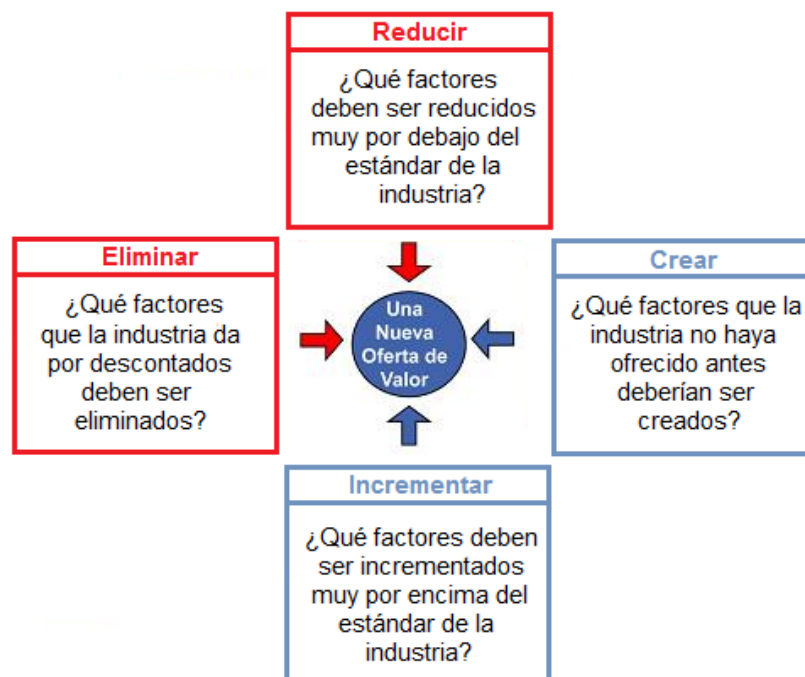 Reducir
¿Qué factores
deben ser reducidos
muy por debajo del
estándar de la
industria?
Eliminar
¿Qué factores
que la industria da
por descontados
deben ser
eliminados?
Una
Nueva
Oferta de
Valor
Crear
¿Qué factores que la
industria no haya
ofrecido antes
deberían ser
creados?
Incrementar
¿Qué factores deben
ser incrementados
muy por encima del
estándar de la
industria?